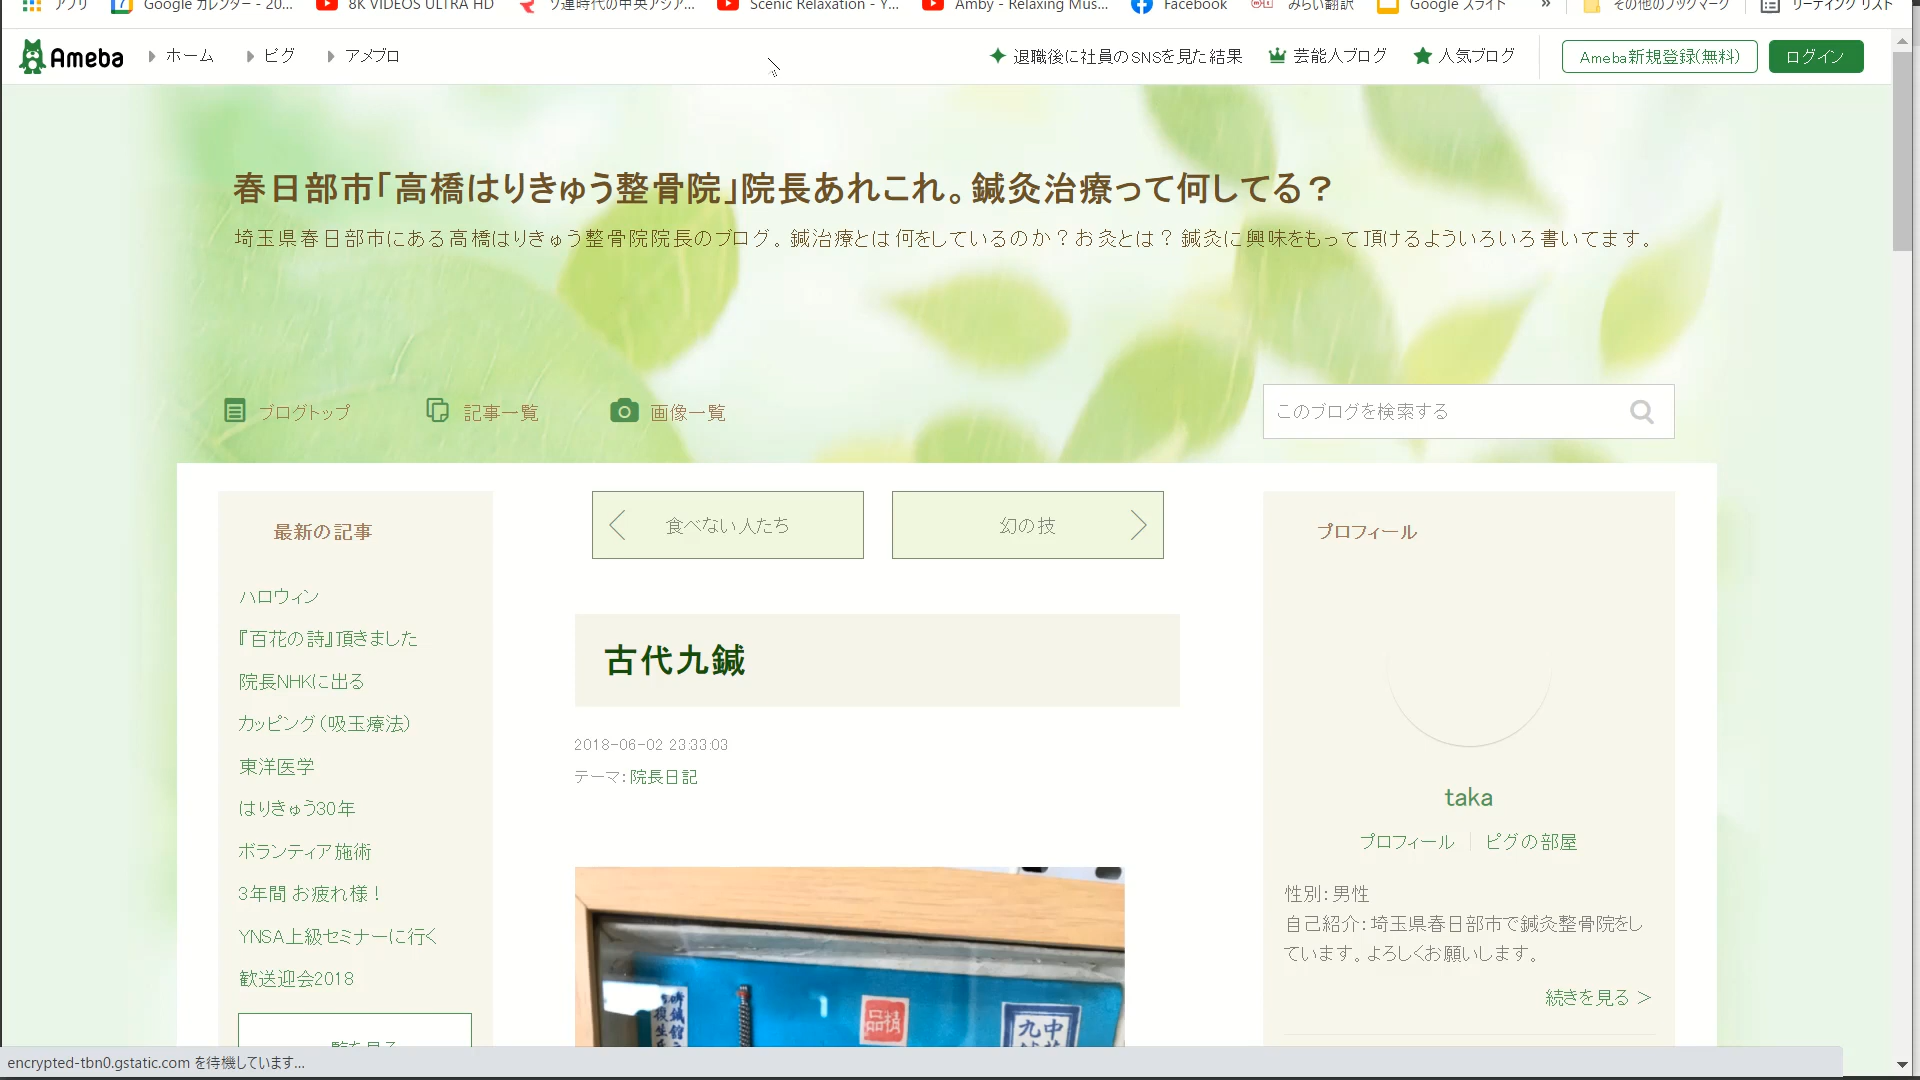 アプリ
Google カレンダー - 20...
8K VIDEOS ULTRA HD
ソ連時代の中央アジア...
Scenic Relaxation - Y...
Amby - Relaxing Mus...
Facebook
みらい翻訳
Google スライド
»
その他のブックマーク
リーディング リスト
Ameba
ホーム
ピグ
アメブロ
退職後に社員のSNSを見た結果
芸能人ブログ
人気ブログ
Ameba新規登録(無料)
ログイン
春日部市「高橋はりきゅう整骨院」院長あれこれ。鍼灸治療って何してる？
埼玉県春日部市にある高橋はりきゅう整骨院院長のブログ。鍼治療とは何をしているのか？お灸とは？鍼灸に興味をもって頂けるよういろいろ書いてます。
ブログトップ
記事一覧
画像一覧
このブログを検索する
最新の記事
ハロウィン
『百花の詩』頂きました
院長NHKに出る
カッピング（吸玉療法）
東洋医学
はりきゅう30年
ボランティア施術
3年間 お疲れ様！
YNSA上級セミナーに行く
歓送迎会2018
食べない人たち
幻の技
古代九鍼
2018-06-02 23:33:03
テーマ：院長日記
精品
プロフィール
taka
プロフィール
ピグの部屋
性別：男性
自己紹介：埼玉県春日部市で鍼灸整骨院をし
ています。よろしくお願いします。
続きを見る ＞
encrypted-tbn0.gstatic.com を待機しています...